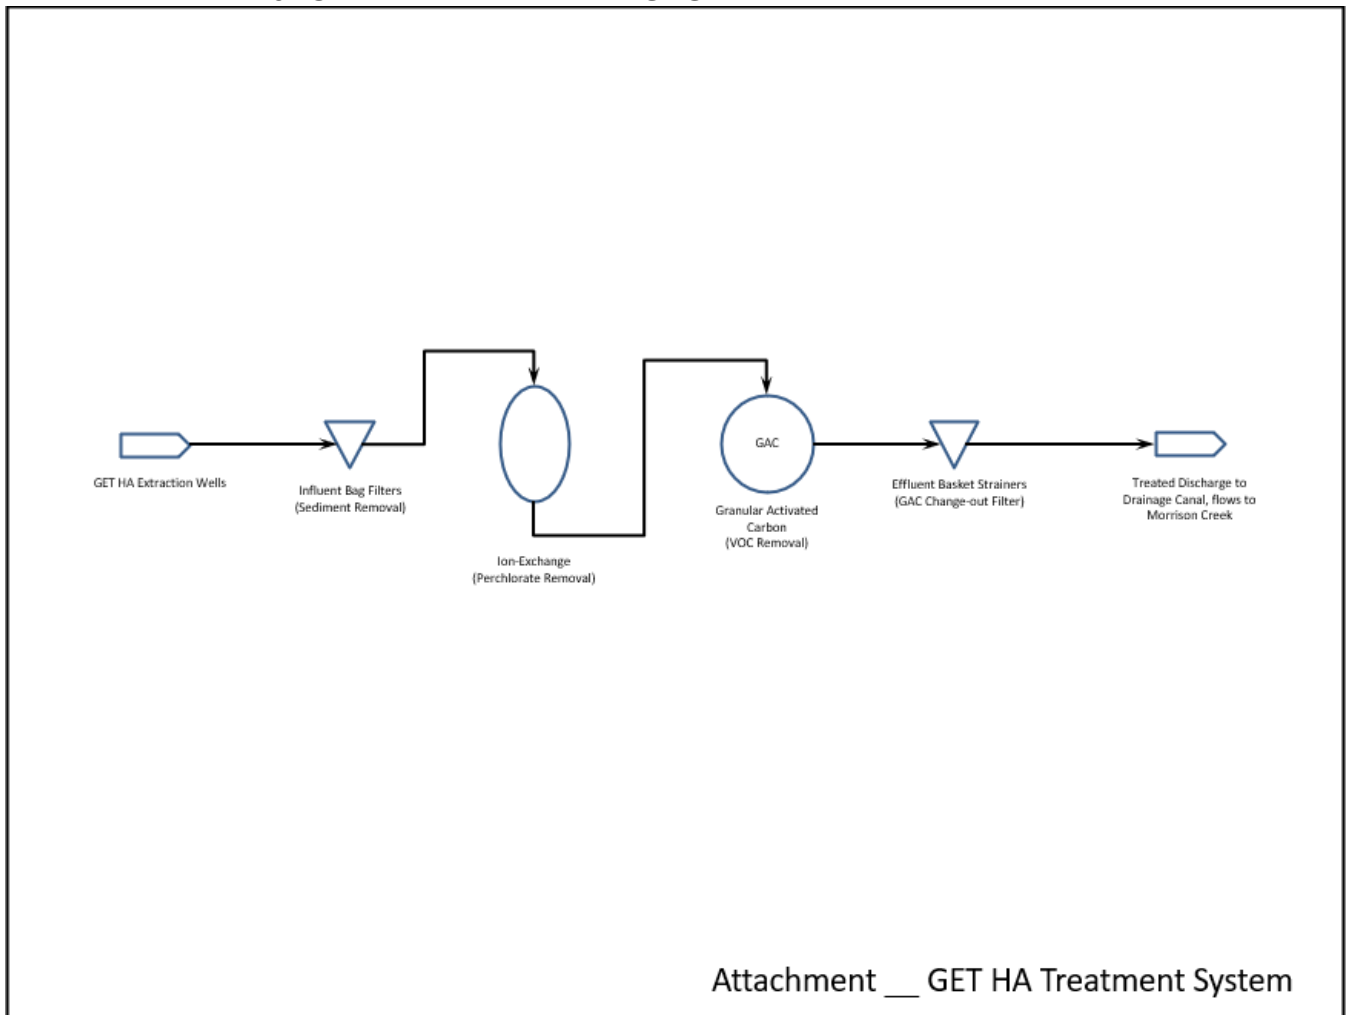 GET HA Extraction Wells
Influent Bag Filters
(Sediment Removal)
Ion-Exchange
(Perchlorate Removal)
GAC
Granular Activated
Carbon
(VOC Removal)
Effluent Basket Strainers
(GAC Change-out Filter)
Treated Discharge to
Drainage Canal, flows to
Morrison Creek
Attachment __ GET HA Treatment System